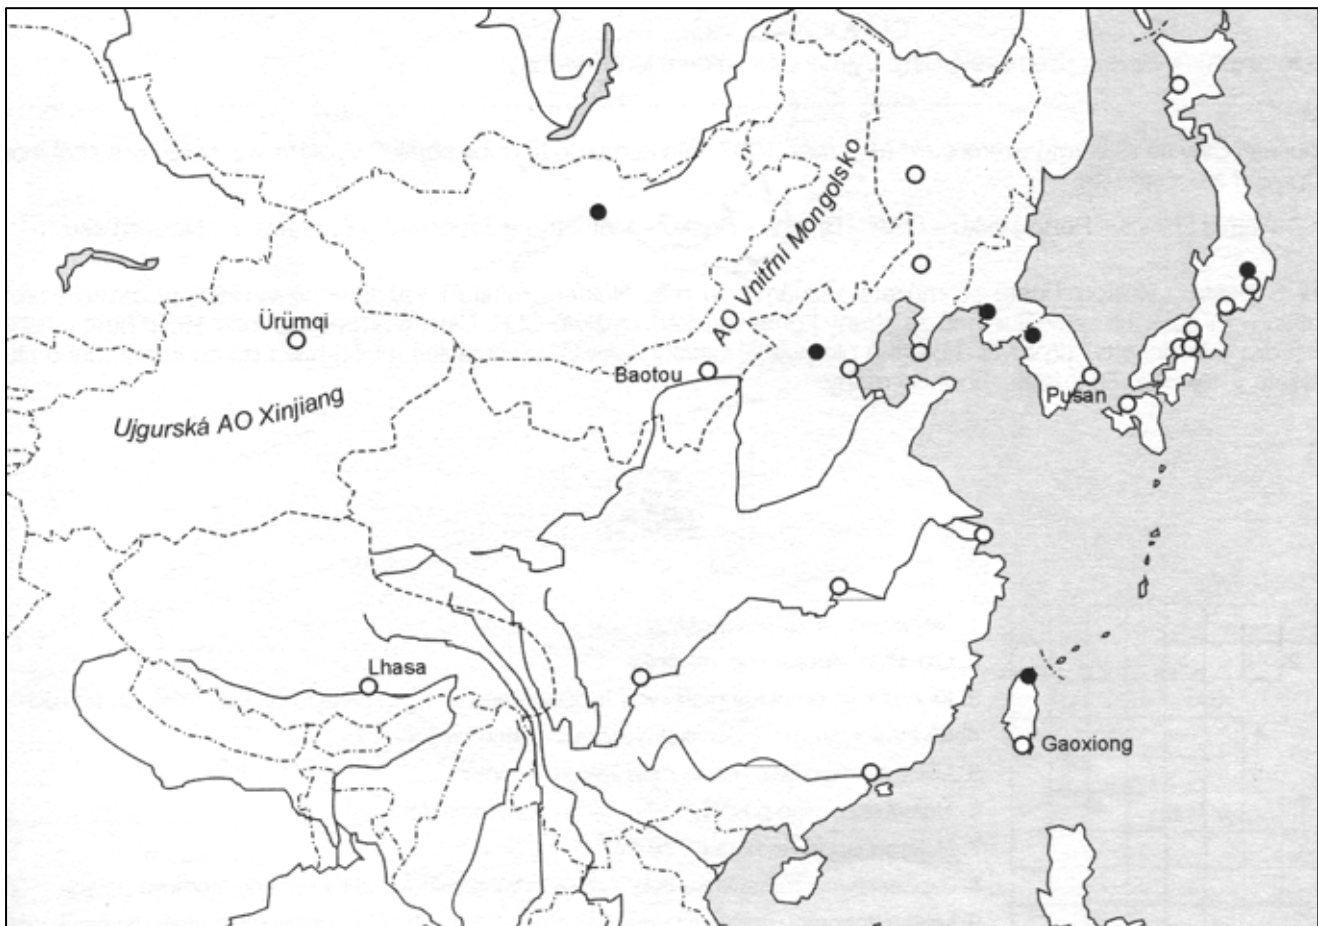 AO Vnitřní Mongolsko
Ürümqi
Baotou
Pusan
Ujgurská AO Xinjiang
Lhasa
Gaoxiong